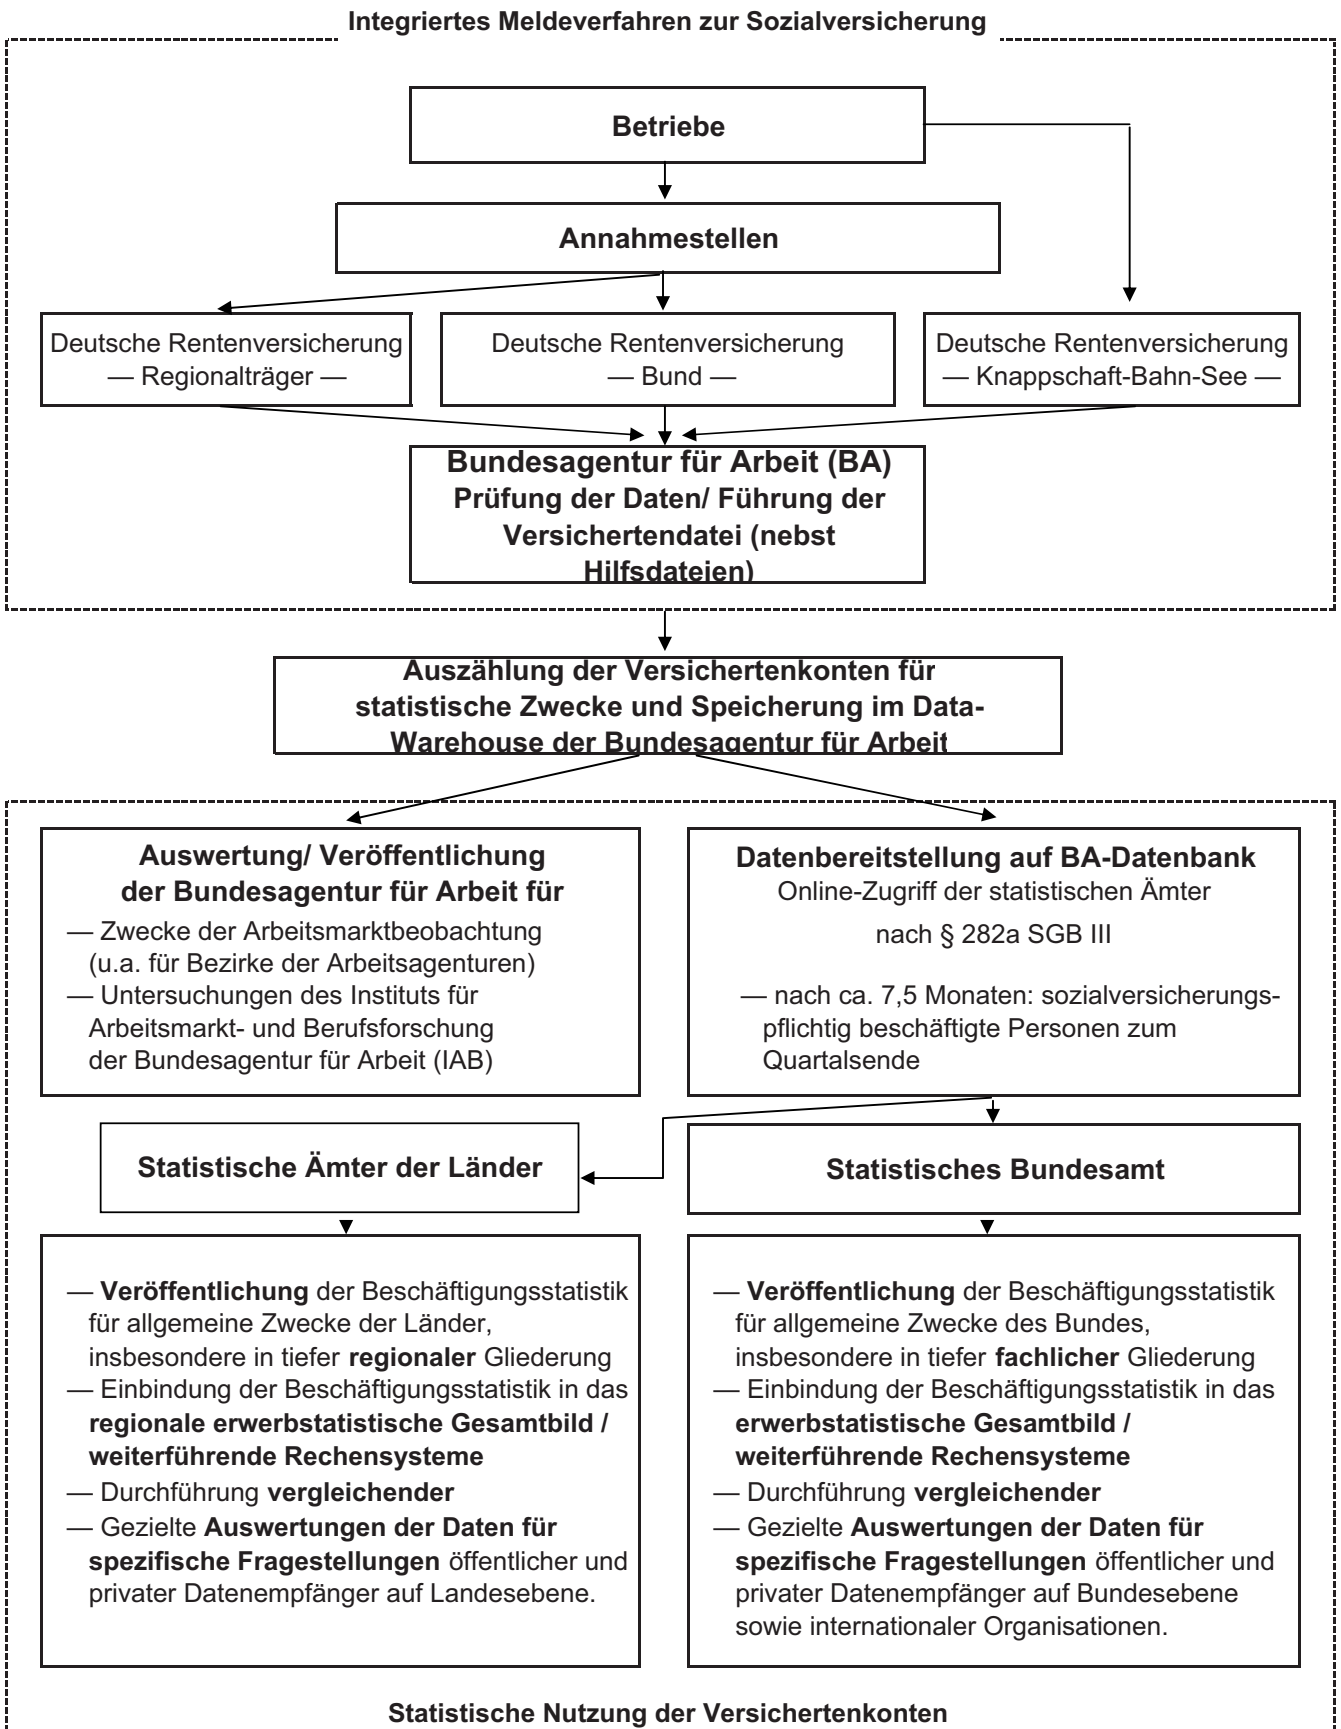 Integriertes Meldeverfahren zur Sozialversicherung
Betriebe
Annahmestellen
Deutsche Rentenversicherung
— Regionalträger —
Deutsche Rentenversicherung
— Bund —
Deutsche Rentenversicherung
— Knappschaft-Bahn-See —
Bundesagentur für Arbeit (BA)
Prüfung der Daten/ Führung der
Versichertendatei (nebst
Hilfsdateien)
Auszählung der Versichertenkonten für
statistische Zwecke und Speicherung im Data-
Warehouse der Bundesagentur für Arbeit
Auswertung/ Veröffentlichung
der Bundesagentur für Arbeit für
— Zwecke der Arbeitsmarktbeobachtung
(u.a. für Bezirke der Arbeitsagenturen)
— Untersuchungen des Instituts für
Arbeitsmarkt- und Berufsforschung
der Bundesagentur für Arbeit (IAB)
Datenbereitstellung auf BA-Datenbank
Online-Zugriff der statistischen Ämter
nach § 282a SGB III
— nach ca. 7,5 Monaten: sozialversicherungs-
pflichtig beschäftigte Personen zum
Quartalsende
Statistische Ämter der Länder
Statistisches Bundesamt
— Veröffentlichung der Beschäftigungsstatistik
für allgemeine Zwecke der Länder,
insbesondere in tiefer regionaler Gliederung
— Einbindung der Beschäftigungsstatistik in das
regionale erwerbstatistische Gesamtbild /
weiterführende Rechensysteme
— Durchführung vergleichender
— Gezielte Auswertungen der Daten für
spezifische Fragestellungen öffentlicher und
privater Datenempfänger auf Landesebene.
— Veröffentlichung der Beschäftigungsstatistik
für allgemeine Zwecke des Bundes,
insbesondere in tiefer fachlicher Gliederung
— Einbindung der Beschäftigungsstatistik in das
erwerbstatistische Gesamtbild /
weiterführende Rechensysteme
— Durchführung vergleichender
— Gezielte Auswertungen der Daten für
spezifische Fragestellungen öffentlicher und
privater Datenempfänger auf Bundesebene
sowie internationaler Organisationen.
Statistische Nutzung der Versichertenkonten